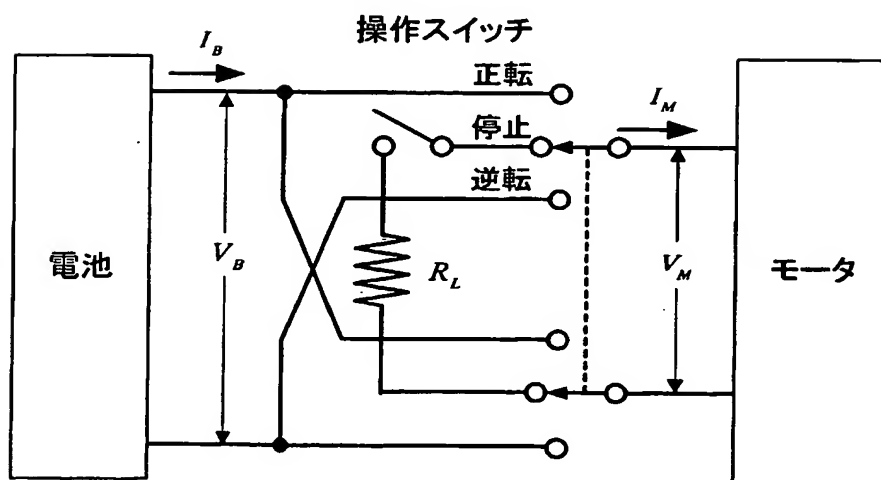 操作スイッチ
I_B
正転
I_M
停止
逆転
電池
V_B
R_L
V_M
モータ